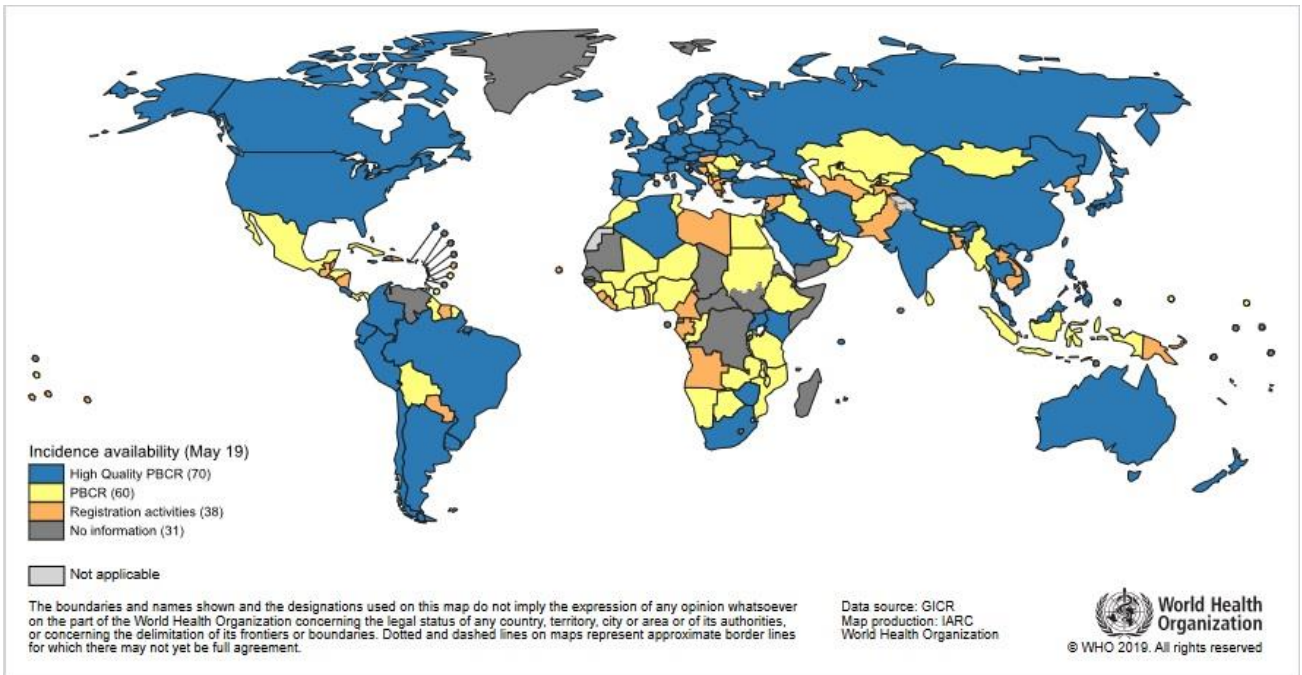 Incidence availability (May 19)
High Quality PBCR (70)
PBCR (60)
Registration activities (38)
No information (31)
Not applicable
The boundaries and names shown and the designations used on this map do not imply the expression of any opinion whatsoever
on the part of the World Health Organization concerning the legal status of any country, territory, city or area or of its authorities,
or concerning the delimitation of its frontiers or boundaries. Dotted and dashed lines on maps represent approximate border lines
for which there may not yet be full agreement.
Data source: GICR
Map production: IARC
World Health Organization
World Health
Organization
© WHO 2019. All rights reserved